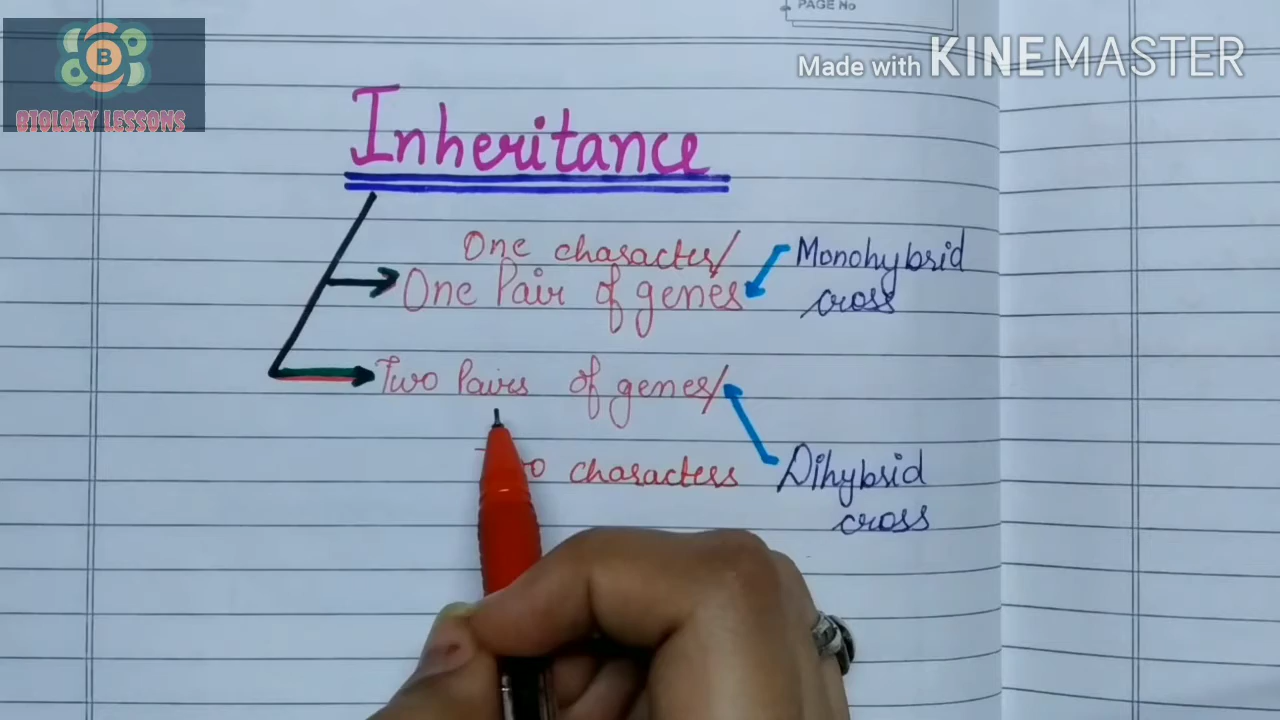 PAGE No
Made with KINEMASTER
B
BIOLOGY LESSONS
Inheritance
One character/
One Pair of genes
Monohybrid
cross
Two Pairs of genes/
characters
Dihybrid
cross